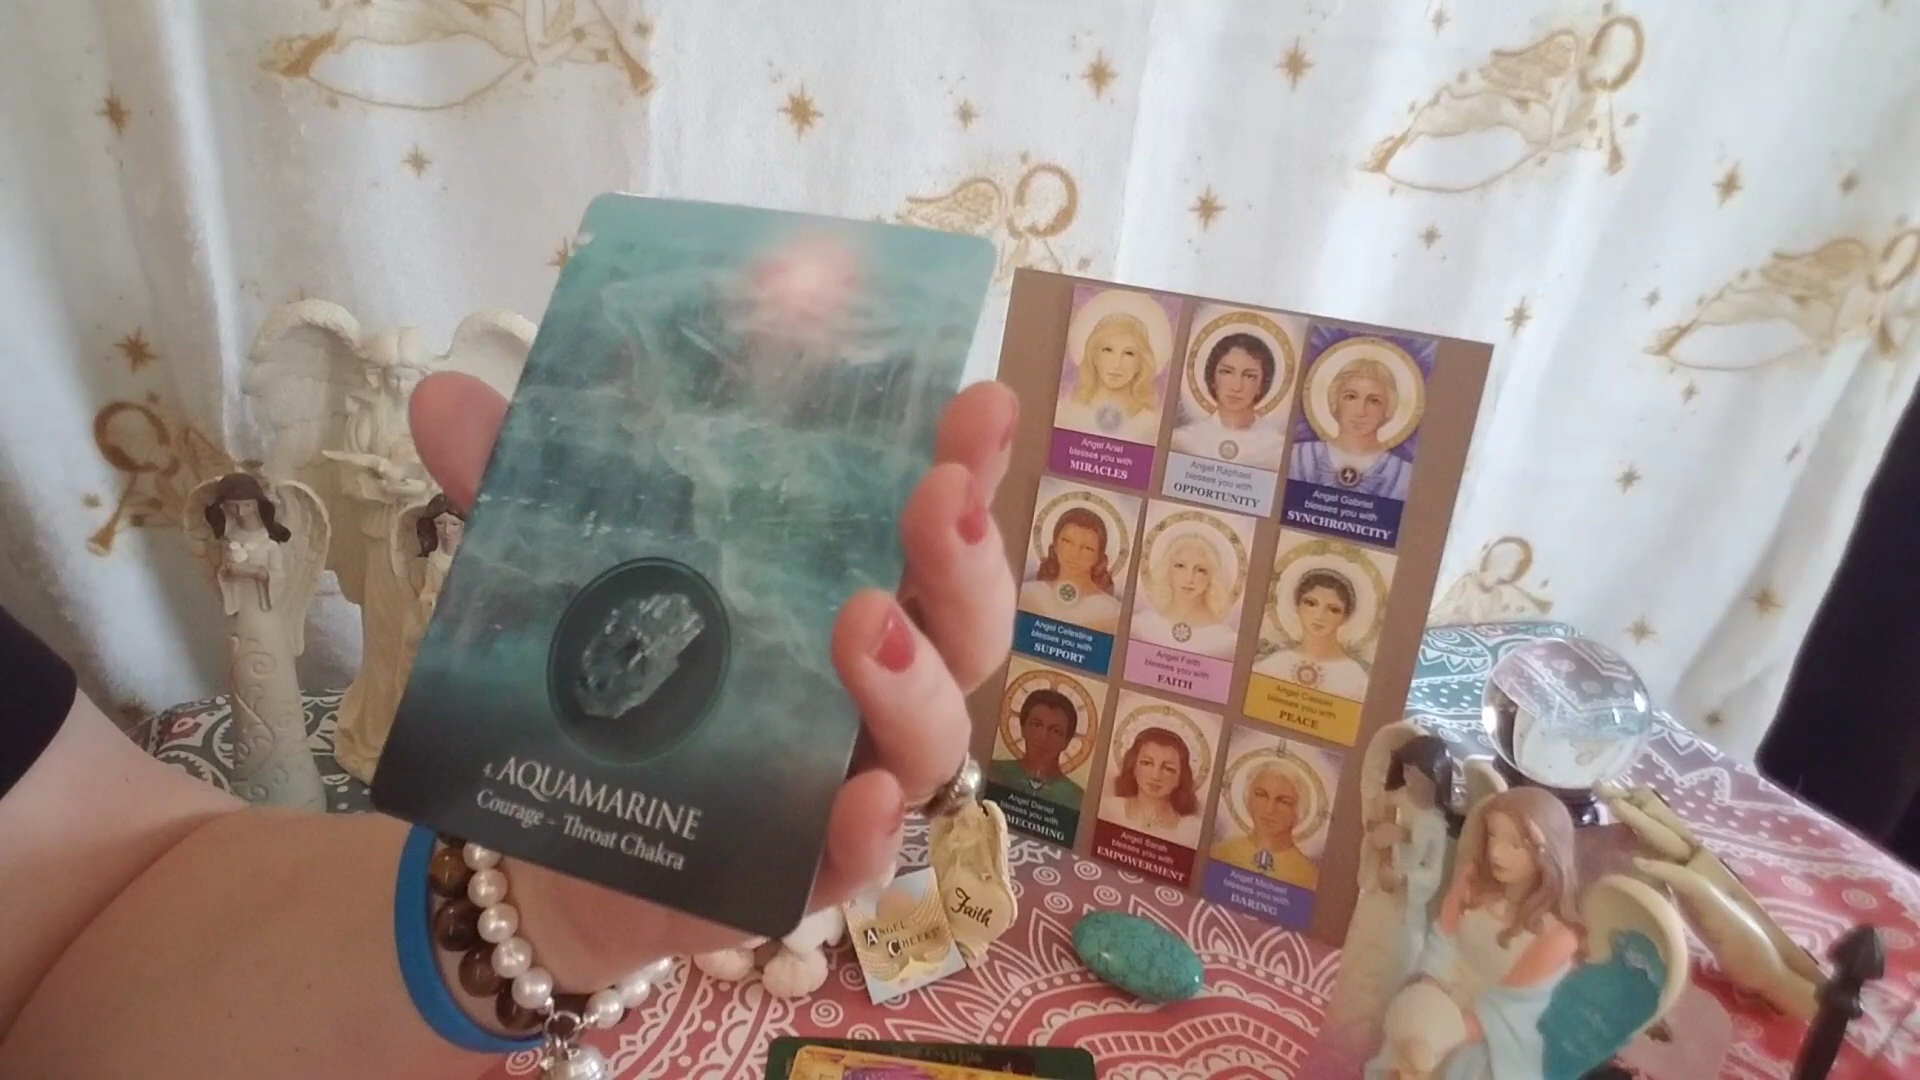 4. AQUAMARINE
Courage - Throat Chakra
Angel Ariel
blesses you with
MIRACLES
Angel Raphael
blesses you with
OPPORTUNITY
Angel Gabriel
blesses you with
SYNCHRONICITY
Angel Celestina
blesses you with
SUPPORT
Angel Faith
blesses you with
FAITH
Angel Cassiel
blesses you with
PEACE
Angel Daniel
blesses you with
MECOMING
Angel Sarah
blesses you with
EMPOWERMENT
Angel Michael
blesses you with
DARING
ANGEL
CHEEKS
Faith